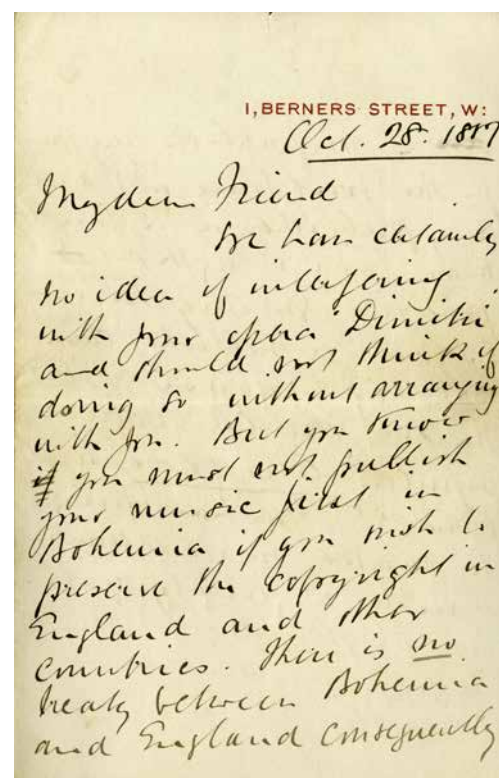 1, BERNERS STREET, W:
Oct. 28. 1887
My dear Friend
We have certainly
no idea of interfering
with your opera Dimitri
and should not think of
doing so without arranging
with you. But you know
if you must not publish
your music first in
Bohemia if you wish to
preserve the copyright in
England and other
countries. There is no
treaty between Bohemia
and England consequently